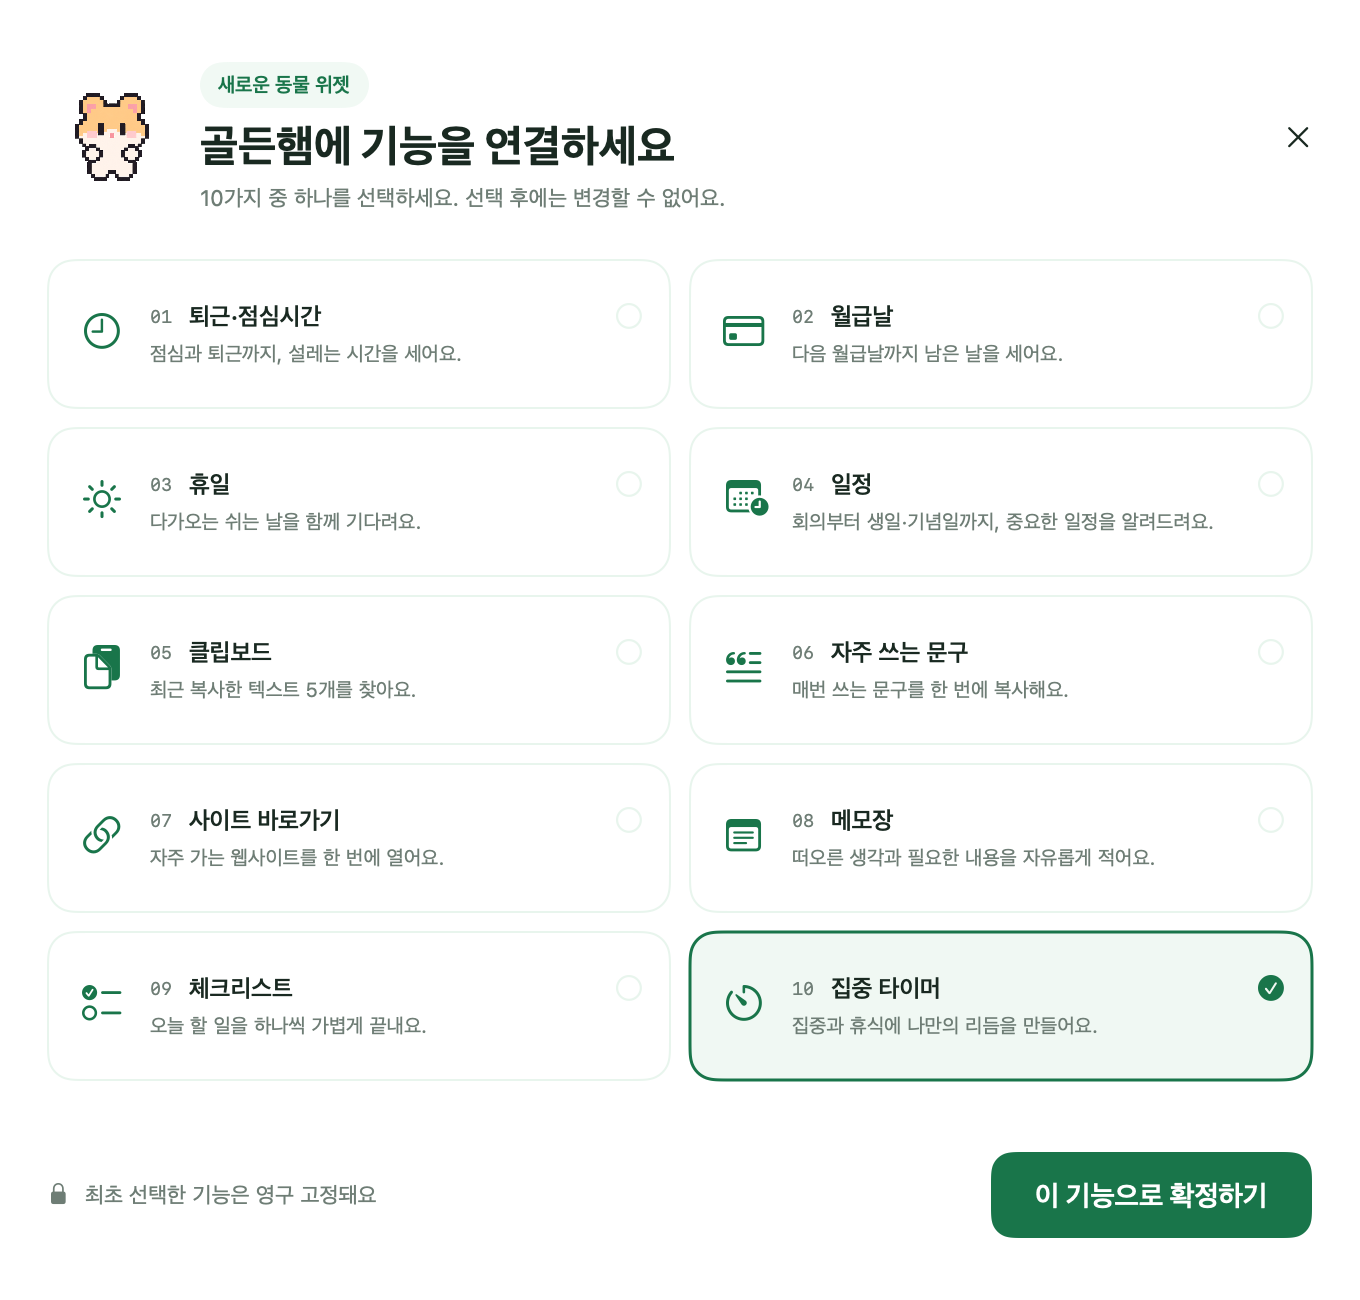 새로운 동물 위젯
골든햄에 기능을 연결하세요
10가지 중 하나를 선택하세요. 선택 후에는 변경할 수 없어요.
01 퇴근·점심시간
점심과 퇴근까지, 설레는 시간을 세어요.
02 월급날
다음 월급날까지 남은 날을 세어요.
03 휴일
다가오는 쉬는 날을 함께 기다려요.
04 일정
회의부터 생일·기념일까지, 중요한 일정을 알려드려요.
05 클립보드
최근 복사한 텍스트 5개를 찾아요.
06 자주 쓰는 문구
매번 쓰는 문구를 한 번에 복사해요.
07 사이트 바로가기
자주 가는 웹사이트를 한 번에 열어요.
08 메모장
떠오른 생각과 필요한 내용을 자유롭게 적어요.
09 체크리스트
오늘 할 일을 하나씩 가볍게 끝내요.
10 집중 타이머
집중과 휴식에 나만의 리듬을 만들어요.
최초 선택한 기능은 영구 고정돼요
이 기능으로 확정하기